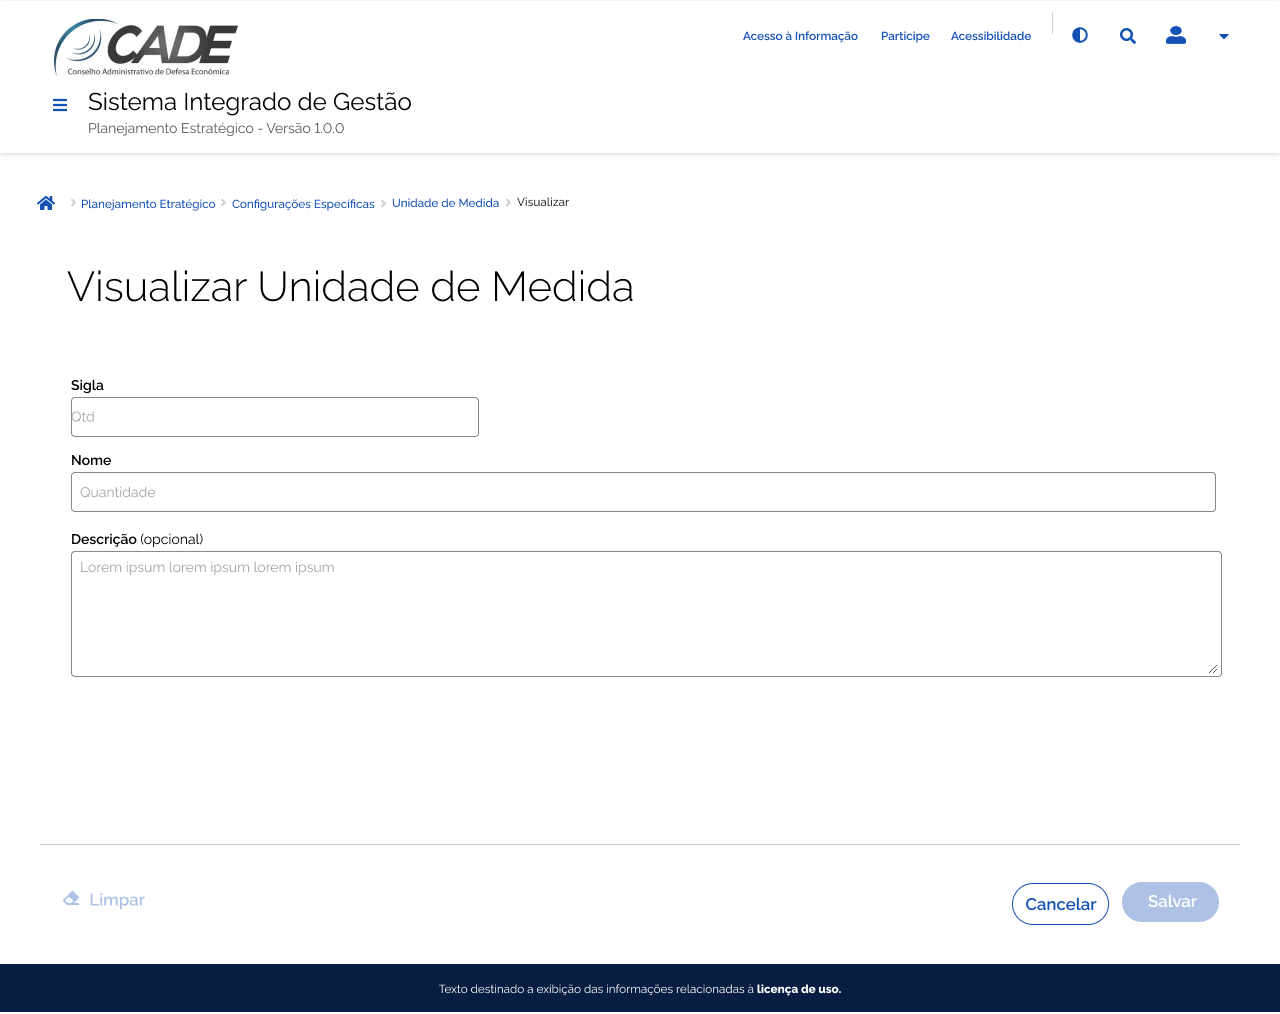 CADE
Conselho Administrativo de Defesa Econômica
Acesso à Informação Participe Acessibilidade
Sistema Integrado de Gestão
Planejamento Estratégico - Versão 1.0.0
Planejamento Etratégico Configurações Específicas Unidade de Medida Visualizar
Visualizar Unidade de Medida
Sigla
Qtd
Nome
Quantidade
Descrição (opcional)
Lorem ipsum lorem ipsum lorem ipsum
Limpar
Cancelar
Salvar
Texto destinado a exibição das informações relacionadas à licença de uso.